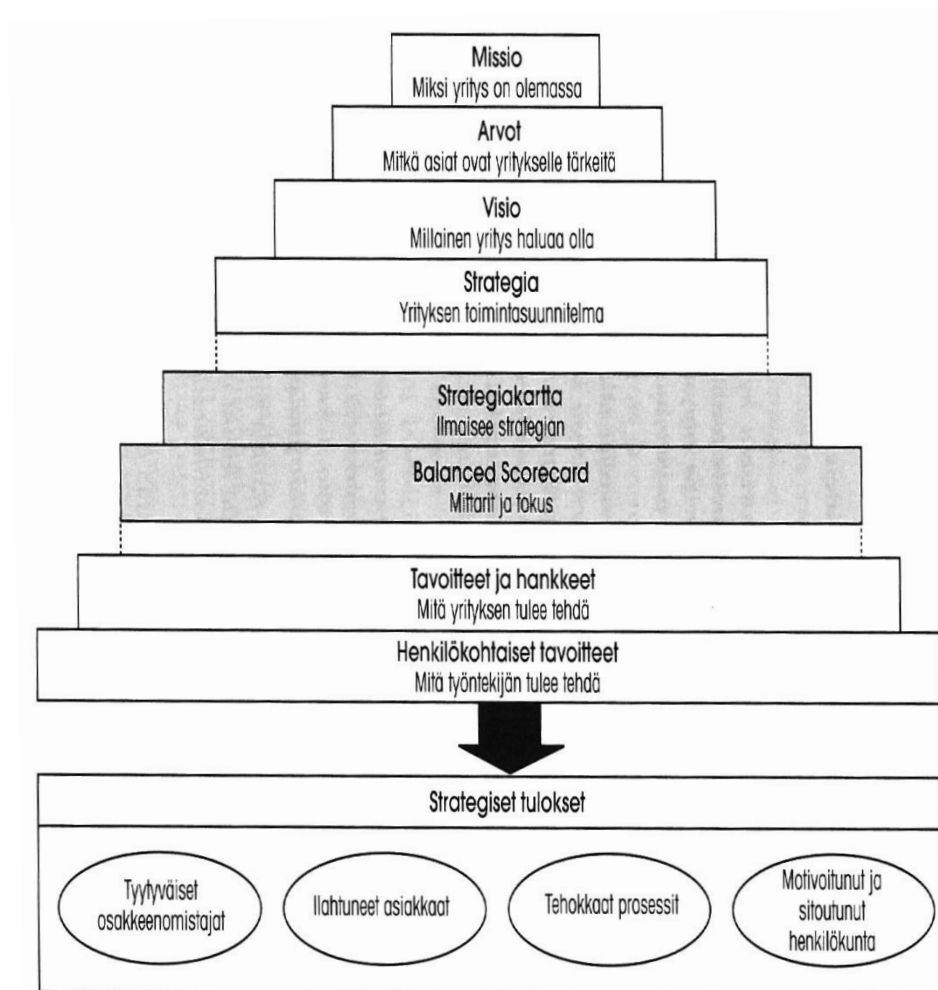 Missio
Miksi yritys on olemassa
Arvot
Mitkä asiat ovat yritykselle tärkeitä
Visio
Millainen yritys haluaa olla
Strategia
Yrityksen toimintasuunnitelma
Strategiakartta
Ilmaisee strategian
Balanced Scorecard
Mittarit ja fokus
Tavoitteet ja hankkeet
Mitä yrityksen tulee tehdä
Henkilökohtaiset tavoitteet
Mitä työntekijän tulee tehdä
Strategiset tulokset
Tyytyväiset
osakkeenomistajat
Ilahtuneet asiakkaat
Tehokkaat prosessit
Motivoitunut ja
sitoutunut
henkilökunta